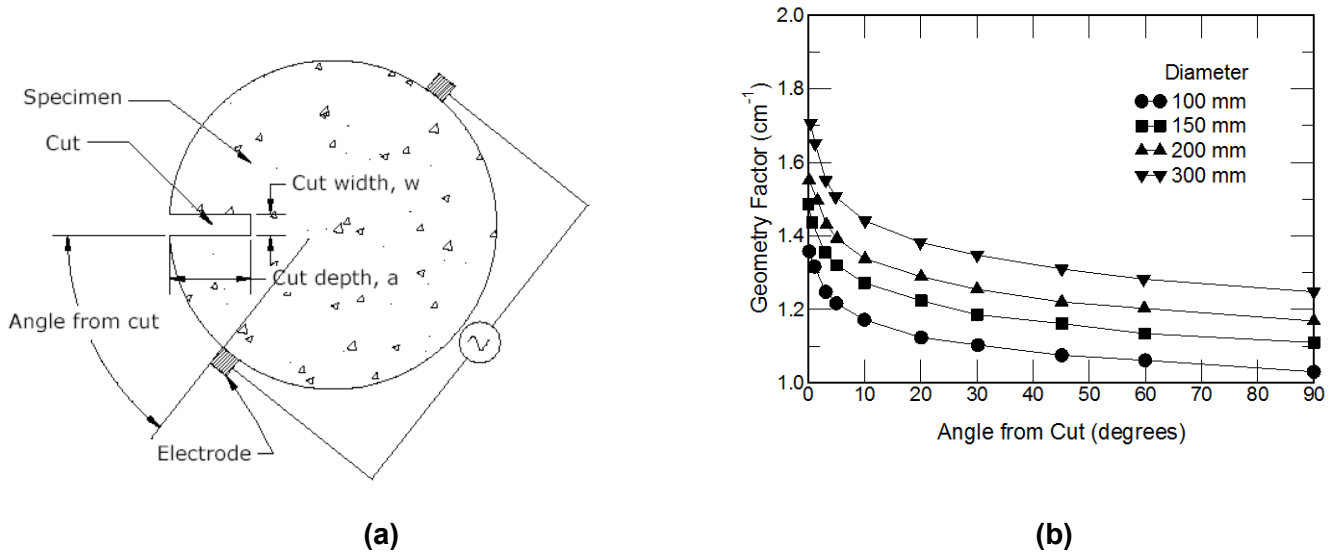 Specimen
Cut
Cut width, w
Cut depth, a
Angle from cut
Electrode
(a)
Geometry Factor (cm⁻¹)
2.0
1.8
1.6
1.4
1.2
1.0
Diameter
100 mm
150 mm
200 mm
300 mm
0 10 20 30 40 50 60 70 80 90
Angle from Cut (degrees)
(b)